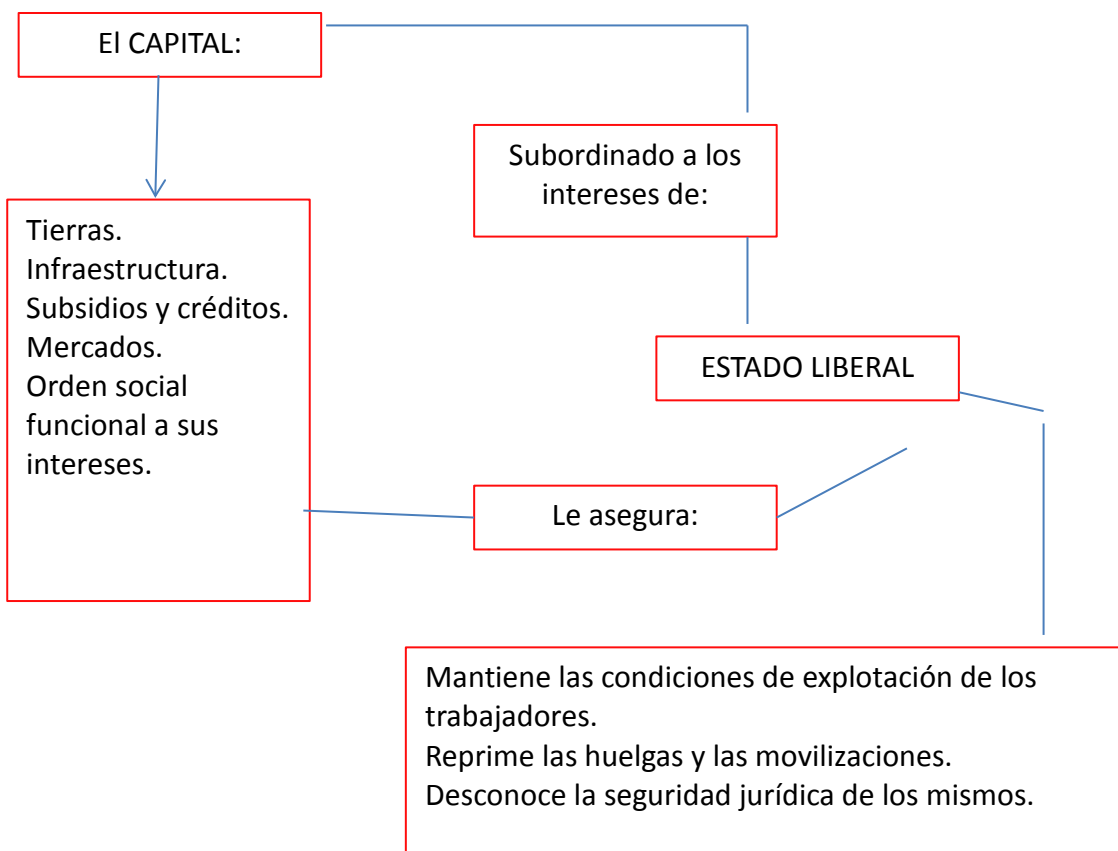 El CAPITAL:
Subordinado a los
intereses de:
Tierras.
Infraestructura.
Subsidios y créditos.
Mercados.
Orden social
funcional a sus
intereses.
ESTADO LIBERAL
Le asegura:
Mantiene las condiciones de explotación de los
trabajadores.
Reprime las huelgas y las movilizaciones.
Desconoce la seguridad jurídica de los mismos.